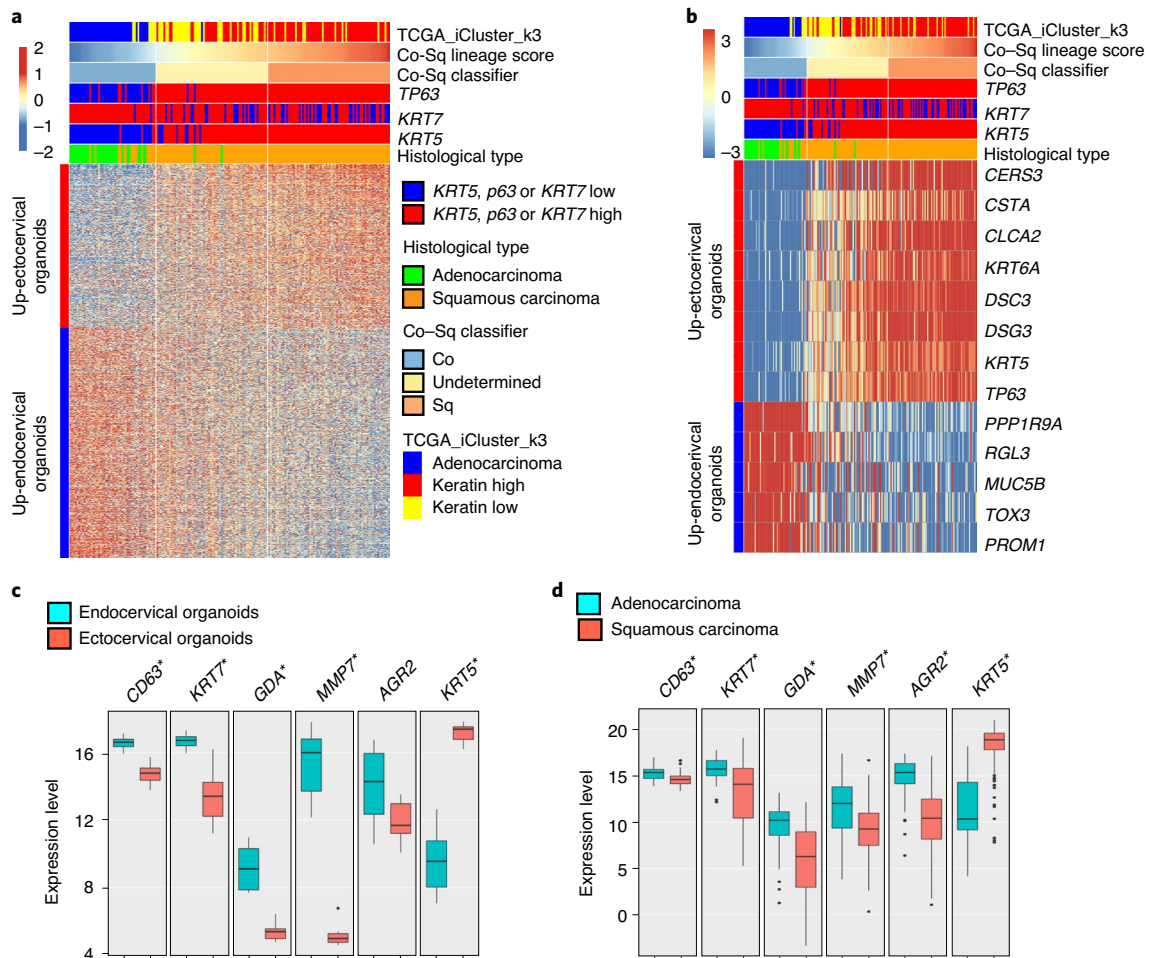 a
2
1
0
−1
−2
TCGA_iCluster_k3
Co-Sq lineage score
Co-Sq classifier
TP63
KRT7
KRT5
Histological type
Up-ectocervical
organoids
Up-endocervical
organoids
KRT5, p63 or KRT7 low
KRT5, p63 or KRT7 high
Histological type
Adenocarcinoma
Squamous carcinoma
Co–Sq classifier
Co
Undetermined
Sq
TCGA_iCluster_k3
Adenocarcinoma
Keratin high
Keratin low
b
3
0
−3
TCGA_iCluster_k3
Co–Sq lineage score
Co–Sq classifier
TP63
KRT7
KRT5
Histological type
CERS3
CSTA
CLCA2
KRT6A
DSC3
DSG3
KRT5
TP63
PPP1R9A
RGL3
MUC5B
TOX3
PROM1
Up-ectocerivcal
organoids
Up-endocerivcal
organoids
c
Endocervical organoids
Ectocervical organoids
CD63* KRT7* GDA* MMP7* AGR2 KRT5*
Expression level
16
12
8
4
d
Adenocarcinoma
Squamous carcinoma
CD63* KRT7* GDA* MMP7* AGR2* KRT5*
Expression level
20
15
10
5
0